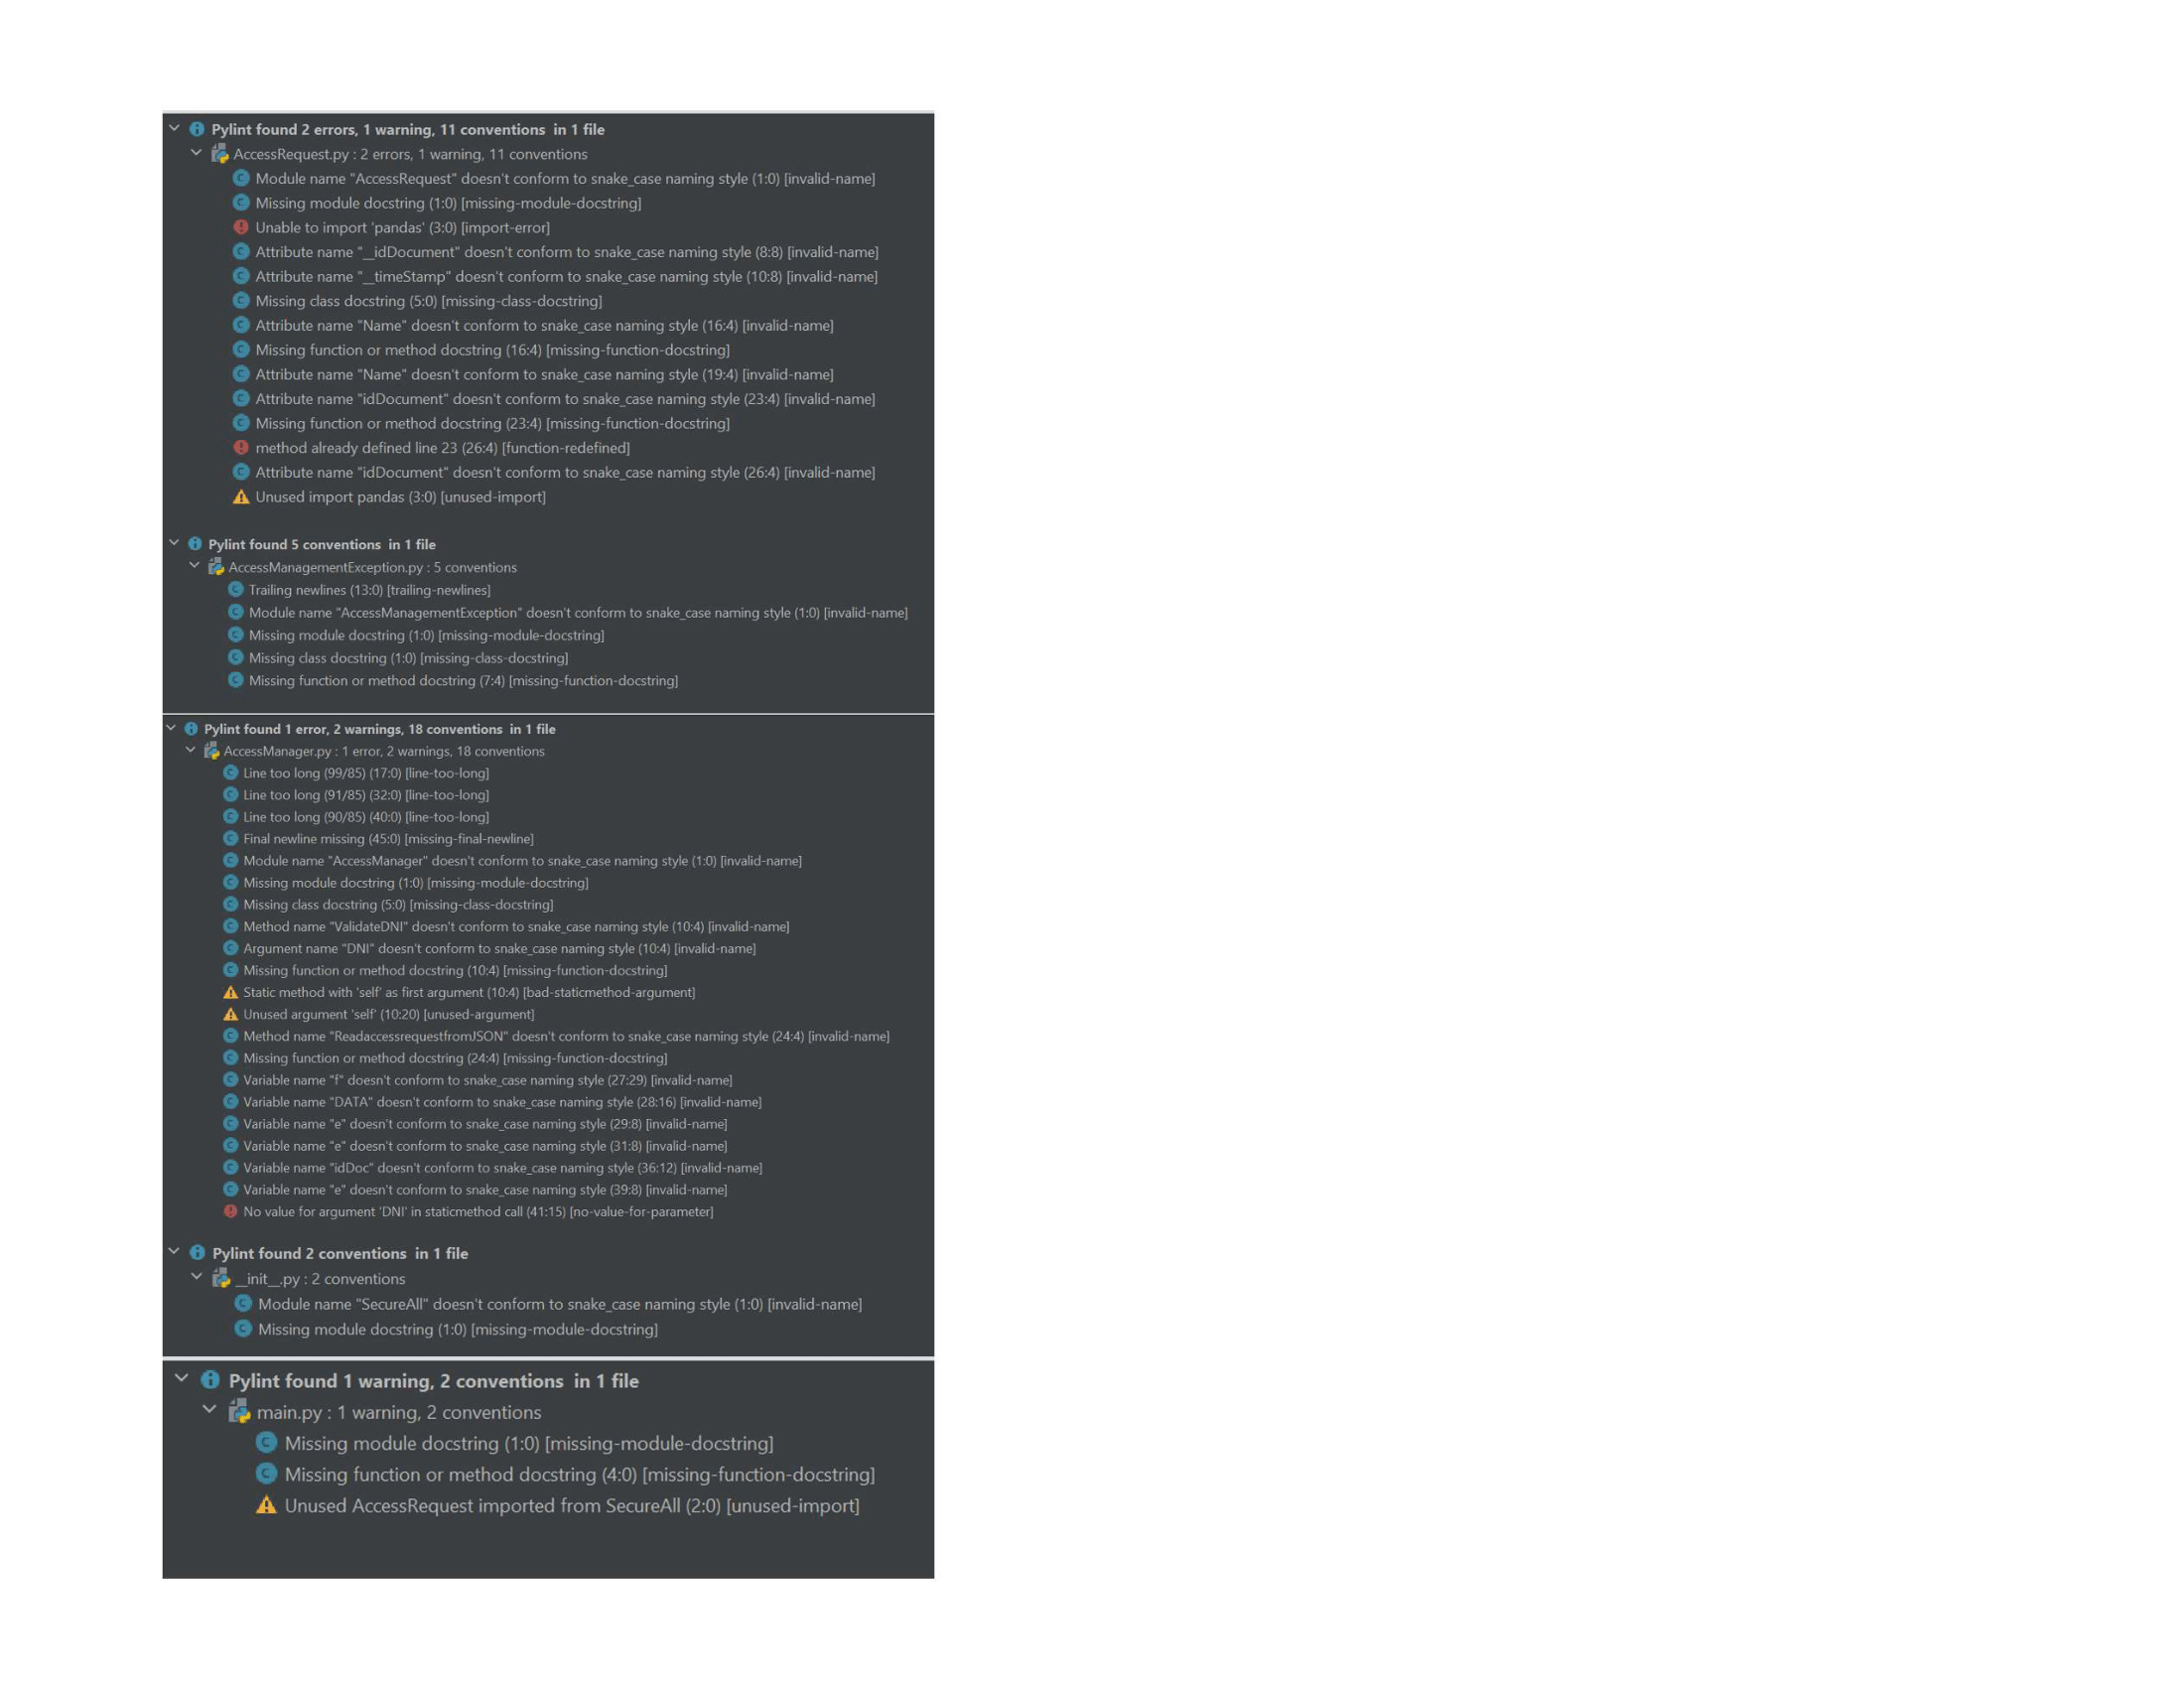 Pylint found 2 errors, 1 warning, 11 conventions in 1 file
AccessRequest.py : 2 errors, 1 warning, 11 conventions
Module name "AccessRequest" doesn't conform to snake_case naming style (1:0) [invalid-name]
Missing module docstring (1:0) [missing-module-docstring]
Unable to import 'pandas' (3:0) [import-error]
Attribute name "__idDocument" doesn't conform to snake_case naming style (8:8) [invalid-name]
Attribute name "__timeStamp" doesn't conform to snake_case naming style (10:8) [invalid-name]
Missing class docstring (5:0) [missing-class-docstring]
Attribute name "Name" doesn't conform to snake_case naming style (16:4) [invalid-name]
Missing function or method docstring (16:4) [missing-function-docstring]
Attribute name "Name" doesn't conform to snake_case naming style (19:4) [invalid-name]
Attribute name "idDocument" doesn't conform to snake_case naming style (23:4) [invalid-name]
Missing function or method docstring (23:4) [missing-function-docstring]
method already defined line 23 (26:4) [function-redefined]
Attribute name "idDocument" doesn't conform to snake_case naming style (26:4) [invalid-name]
Unused import pandas (3:0) [unused-import]
Pylint found 5 conventions in 1 file
AccessManagementException.py : 5 conventions
Trailing newlines (13:0) [trailing-newlines]
Module name "AccessManagementException" doesn't conform to snake_case naming style (1:0) [invalid-name]
Missing module docstring (1:0) [missing-module-docstring]
Missing class docstring (1:0) [missing-class-docstring]
Missing function or method docstring (7:4) [missing-function-docstring]
Pylint found 1 error, 2 warnings, 18 conventions in 1 file
AccessManager.py : 1 error, 2 warnings, 18 conventions
Line too long (99/85) (17:0) [line-too-long]
Line too long (91/85) (32:0) [line-too-long]
Line too long (90/85) (40:0) [line-too-long]
Final newline missing (45:0) [missing-final-newline]
Module name "AccessManager" doesn't conform to snake_case naming style (1:0) [invalid-name]
Missing module docstring (1:0) [missing-module-docstring]
Missing class docstring (5:0) [missing-class-docstring]
Method name "ValidateDNI" doesn't conform to snake_case naming style (10:4) [invalid-name]
Argument name "DNI" doesn't conform to snake_case naming style (10:4) [invalid-name]
Missing function or method docstring (10:4) [missing-function-docstring]
Static method with 'self' as first argument (10:4) [bad-staticmethod-argument]
Unused argument 'self' (10:20) [unused-argument]
Method name "ReadaccessrequestfromJSON" doesn't conform to snake_case naming style (24:4) [invalid-name]
Missing function or method docstring (24:4) [missing-function-docstring]
Variable name "f" doesn't conform to snake_case naming style (27:29) [invalid-name]
Variable name "DATA" doesn't conform to snake_case naming style (28:16) [invalid-name]
Variable name "e" doesn't conform to snake_case naming style (29:8) [invalid-name]
Variable name "e" doesn't conform to snake_case naming style (31:8) [invalid-name]
Variable name "idDoc" doesn't conform to snake_case naming style (36:12) [invalid-name]
Variable name "e" doesn't conform to snake_case naming style (39:8) [invalid-name]
No value for argument 'DNI' in staticmethod call (41:15) [no-value-for-parameter]
Pylint found 2 conventions in 1 file
__init__.py : 2 conventions
Module name "SecureAll" doesn't conform to snake_case naming style (1:0) [invalid-name]
Missing module docstring (1:0) [missing-module-docstring]
Pylint found 1 warning, 2 conventions in 1 file
main.py : 1 warning, 2 conventions
Missing module docstring (1:0) [missing-module-docstring]
Missing function or method docstring (4:0) [missing-function-docstring]
Unused AccessRequest imported from SecureAll (2:0) [unused-import]